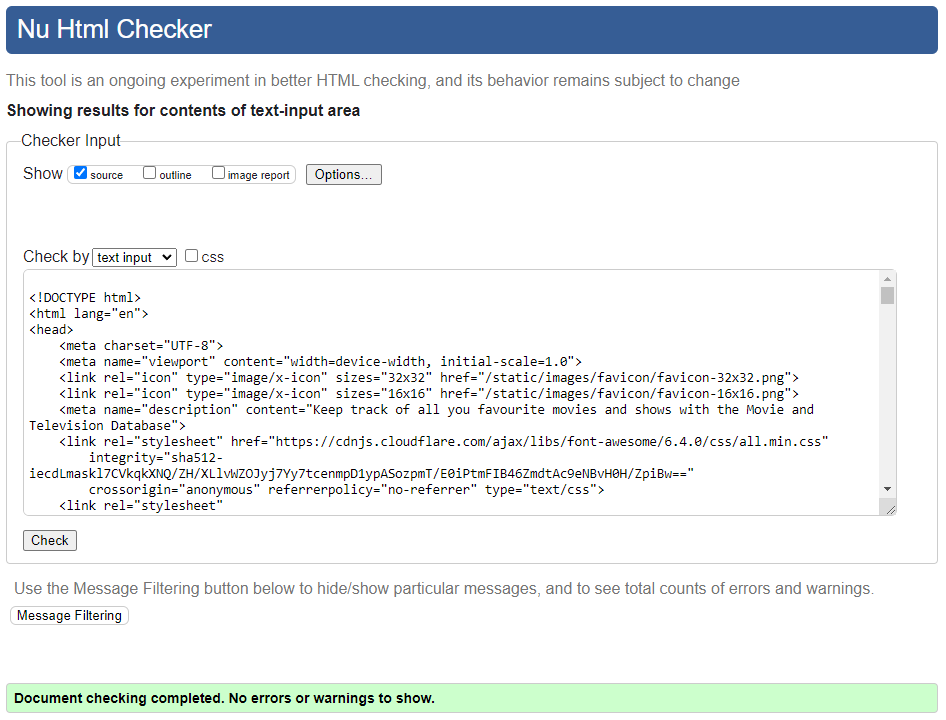 Nu Html Checker
This tool is an ongoing experiment in better HTML checking, and its behavior remains subject to change
Showing results for contents of text-input area
Checker Input
Show source outline image report Options...
Check by text input css
<!DOCTYPE html>
<html lang="en">
<head>
<meta charset="UTF-8">
<meta name="viewport" content="width=device-width, initial-scale=1.0">
<link rel="icon" type="image/x-icon" sizes="32x32" href="/static/images/favicon/favicon-32x32.png">
<link rel="icon" type="image/x-icon" sizes="16x16" href="/static/images/favicon/favicon-16x16.png">
<meta name="description" content="Keep track of all you favourite movies and shows with the Movie and
Television Database">
<link rel="stylesheet" href="https://cdnjs.cloudflare.com/ajax/libs/font-awesome/6.4.0/css/all.min.css"
integrity="sha512-
iecdLmaskl7CVkqkXNQ/ZH/XLlvWZOJyj7Yy7tcenmpD1ypASozpmT/E0iPtmFIB46ZmdtAc9eNBvH0H/ZpiBw=="
crossorigin="anonymous" referrerpolicy="no-referrer" type="text/css">
<link rel="stylesheet"
Check
Use the Message Filtering button below to hide/show particular messages, and to see total counts of errors and warnings.
Message Filtering
Document checking completed. No errors or warnings to show.